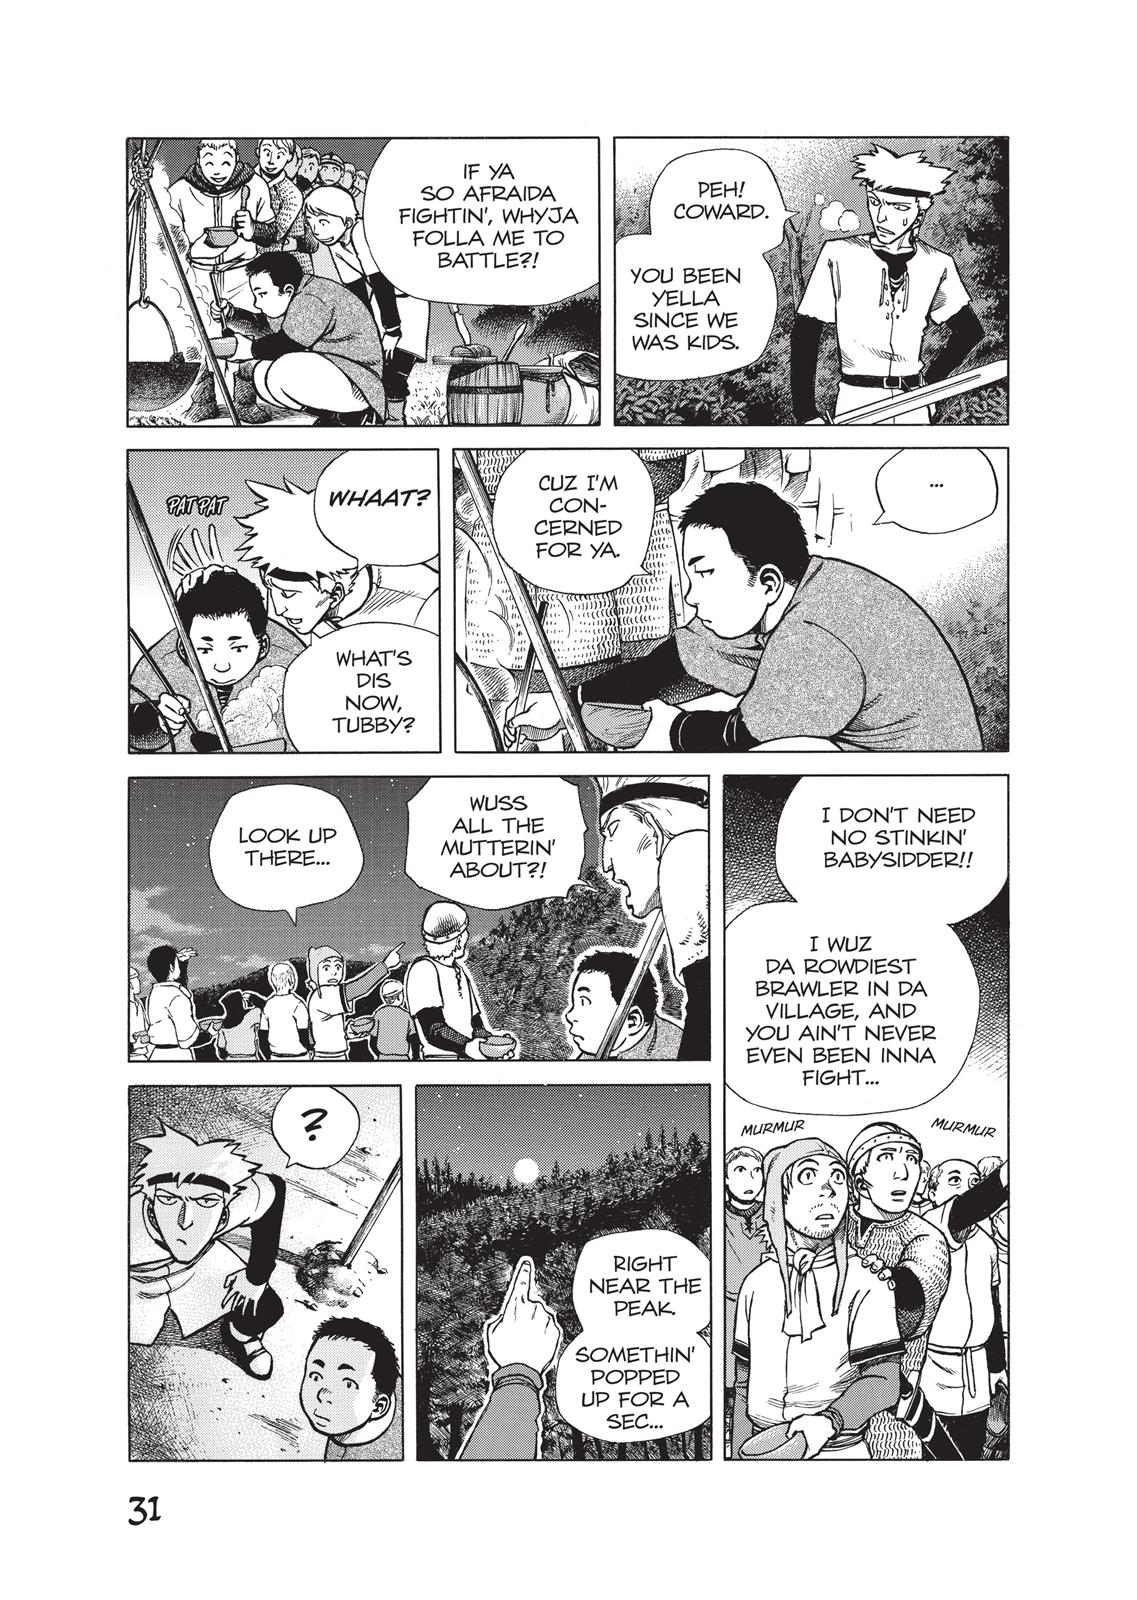 PEH!
COWARD.
YOU BEEN
YELLA
SINCE WE
WAS KIDS.
IF YA
SO AFRAIDA
FIGHTIN', WHYJA
FOLLA ME TO
BATTLE?!
...
CUZ I'M
CON-
CERNED
FOR YA.
WHAAT?
PAT PAT
WHAT'S
DIS
NOW,
TUBBY?
I DON'T NEED
NO STINKIN'
BABYSIDDER!!
I WUZ
DA ROWDIEST
BRAWLER IN DA
VILLAGE, AND
YOU AIN'T NEVER
EVEN BEEN INNA
FIGHT...
MURMUR
MURMUR
WUSS
ALL THE
MUTTERIN'
ABOUT?!
LOOK UP
THERE...
RIGHT
NEAR THE
PEAK.
SOMETHIN'
POPPED
UP FOR A
SEC...
?
31